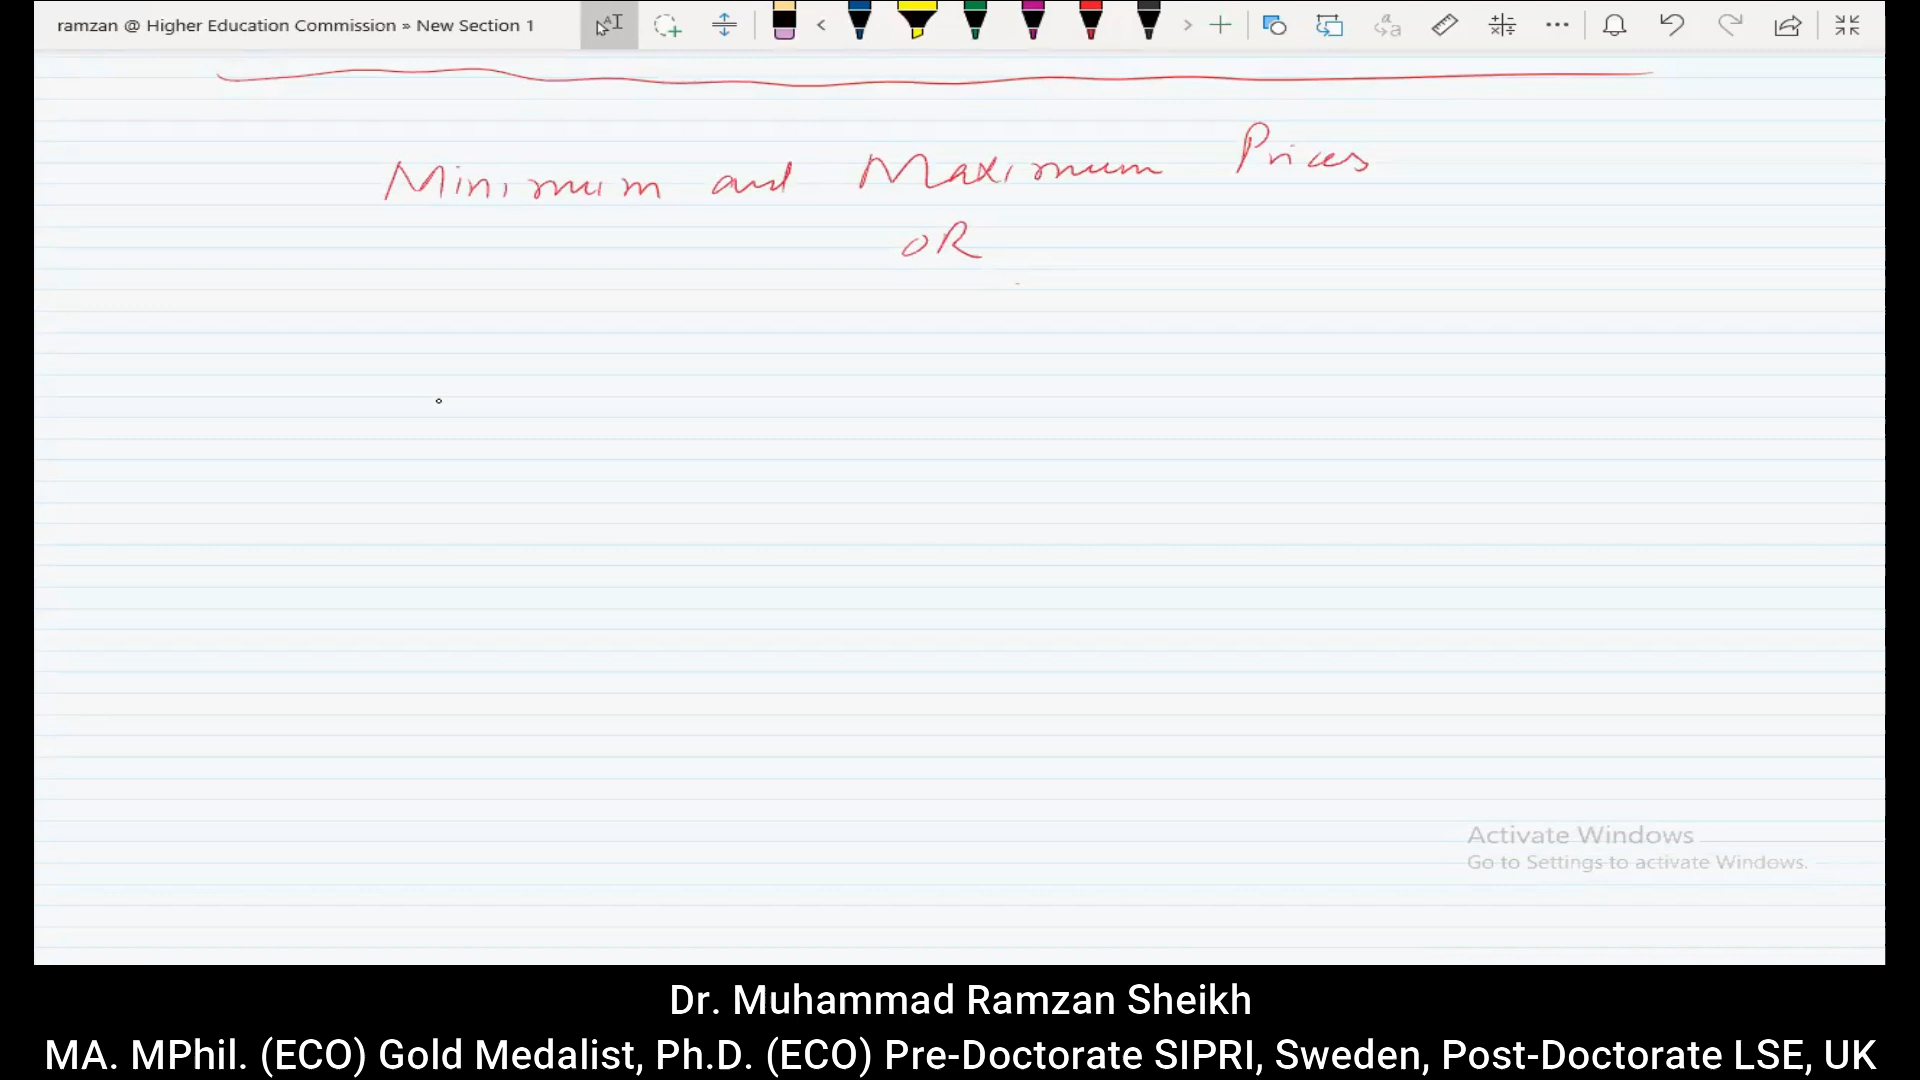 ramzan @ Higher Education Commission » New Section 1
Minimum and Maximum Prices
OR
Activate Windows
Go to Settings to activate Windows.
Dr. Muhammad Ramzan Sheikh
MA. MPhil. (ECO) Gold Medalist, Ph.D. (ECO) Pre-Doctorate SIPRI, Sweden, Post-Doctorate LSE, UK